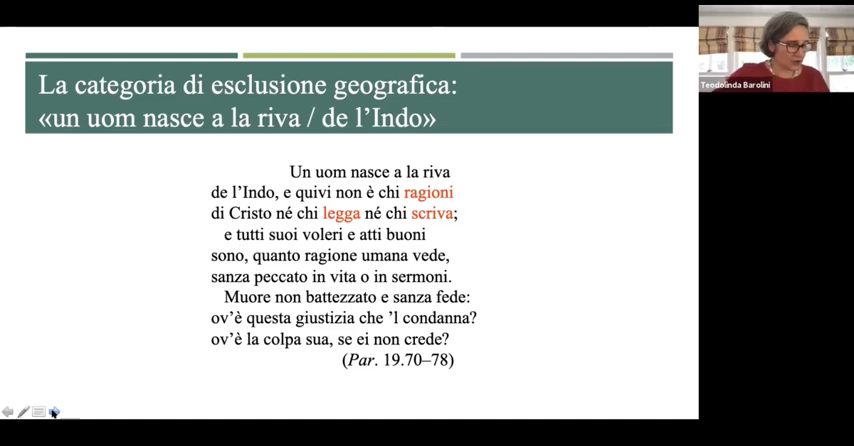 La categoria di esclusione geografica:
«un uom nasce a la riva / de l’Indo»
Teodolinda Barolini
Un uom nasce a la riva
de l’Indo, e quivi non è chi ragioni
di Cristo né chi legga né chi scriva;
e tutti suoi voleri e atti buoni
sono, quanto ragione umana vede,
sanza peccato in vita o in sermoni.
Muore non battezzato e sanza fede:
ov’è questa giustizia che ’l condanna?
ov’è la colpa sua, se ei non crede?
(Par. 19.70–78)